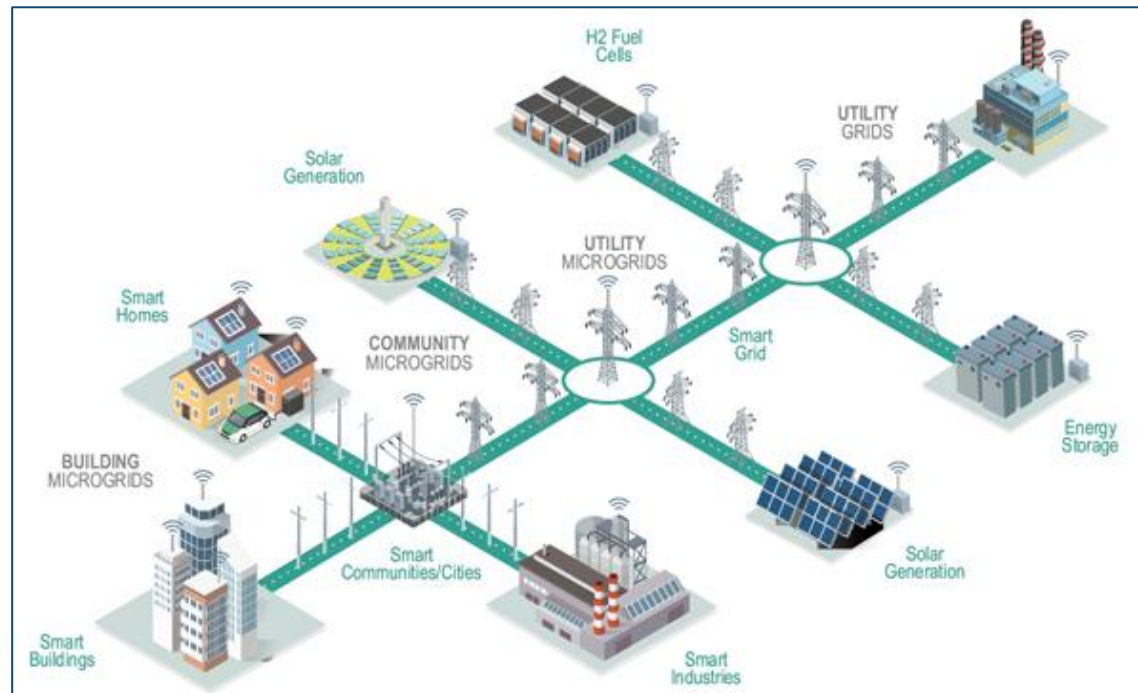 H2 Fuel
Cells
UTILITY
GRIDS
Solar
Generation
UTILITY
MICROGRIDS
Smart
Homes
COMMUNITY
MICROGRIDS
Smart
Grid
Energy
Storage
BUILDING
MICROGRIDS
Smart
Communities/Cities
Solar
Generation
Smart
Buildings
Smart
Industries